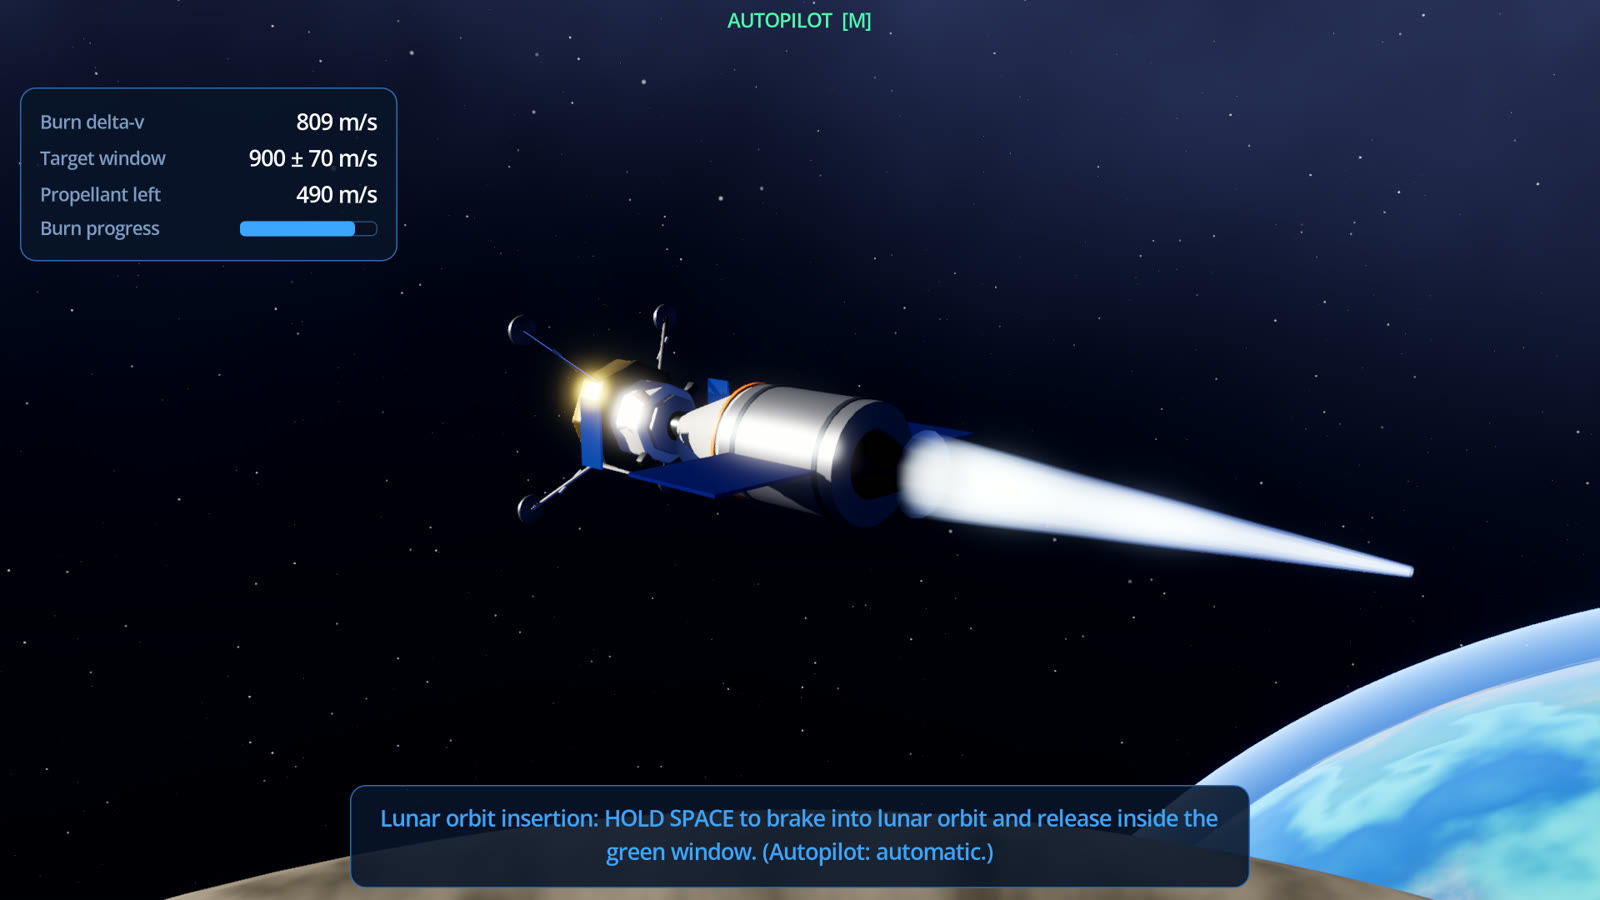 AUTOPILOT [M]
Burn delta-v 809 m/s
Target window 900 ± 70 m/s
Propellant left 490 m/s
Burn progress
Lunar orbit insertion: HOLD SPACE to brake into lunar orbit and release inside the
green window. (Autopilot: automatic.)